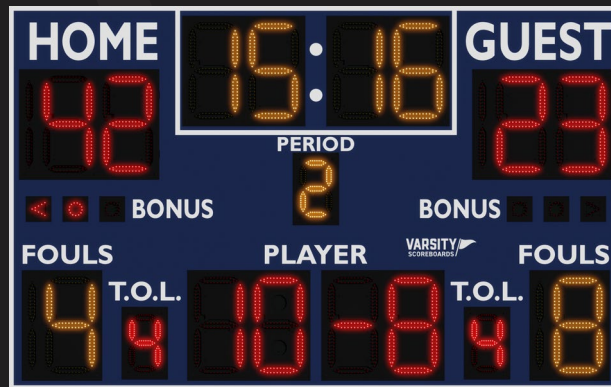 HOME 15:16 GUEST
42 23
PERIOD
2
< O BONUS BONUS
FOULS PLAYER VARSITY SCOREBOARDS FOULS
4 T.O.L. 10-8 T.O.L. 8
4 4